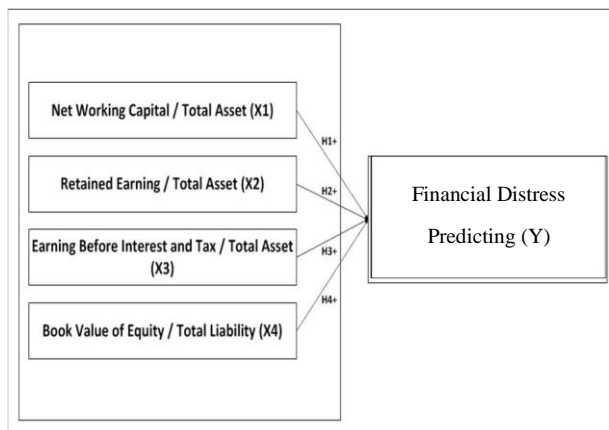 Net Working Capital / Total Asset (X1)
H1+
Retained Earning / Total Asset (X2)
H2+
Earning Before Interest and Tax / Total Asset
(X3)
H3+
Book Value of Equity / Total Liability (X4)
H4+
Financial Distress
Predicting (Y)